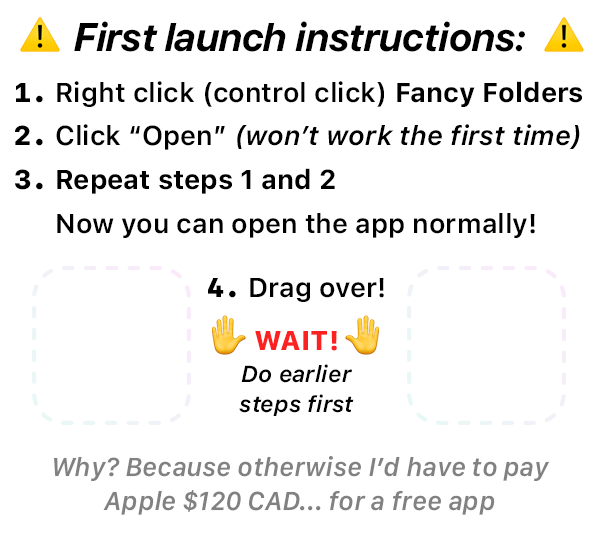 ⚠️ First launch instructions: ⚠️
1. Right click (control click) Fancy Folders
2. Click “Open” (won’t work the first time)
3. Repeat steps 1 and 2
Now you can open the app normally!
4. Drag over!
🤚 WAIT! 🤚
Do earlier
steps first
Why? Because otherwise I’d have to pay
Apple $120 CAD... for a free app